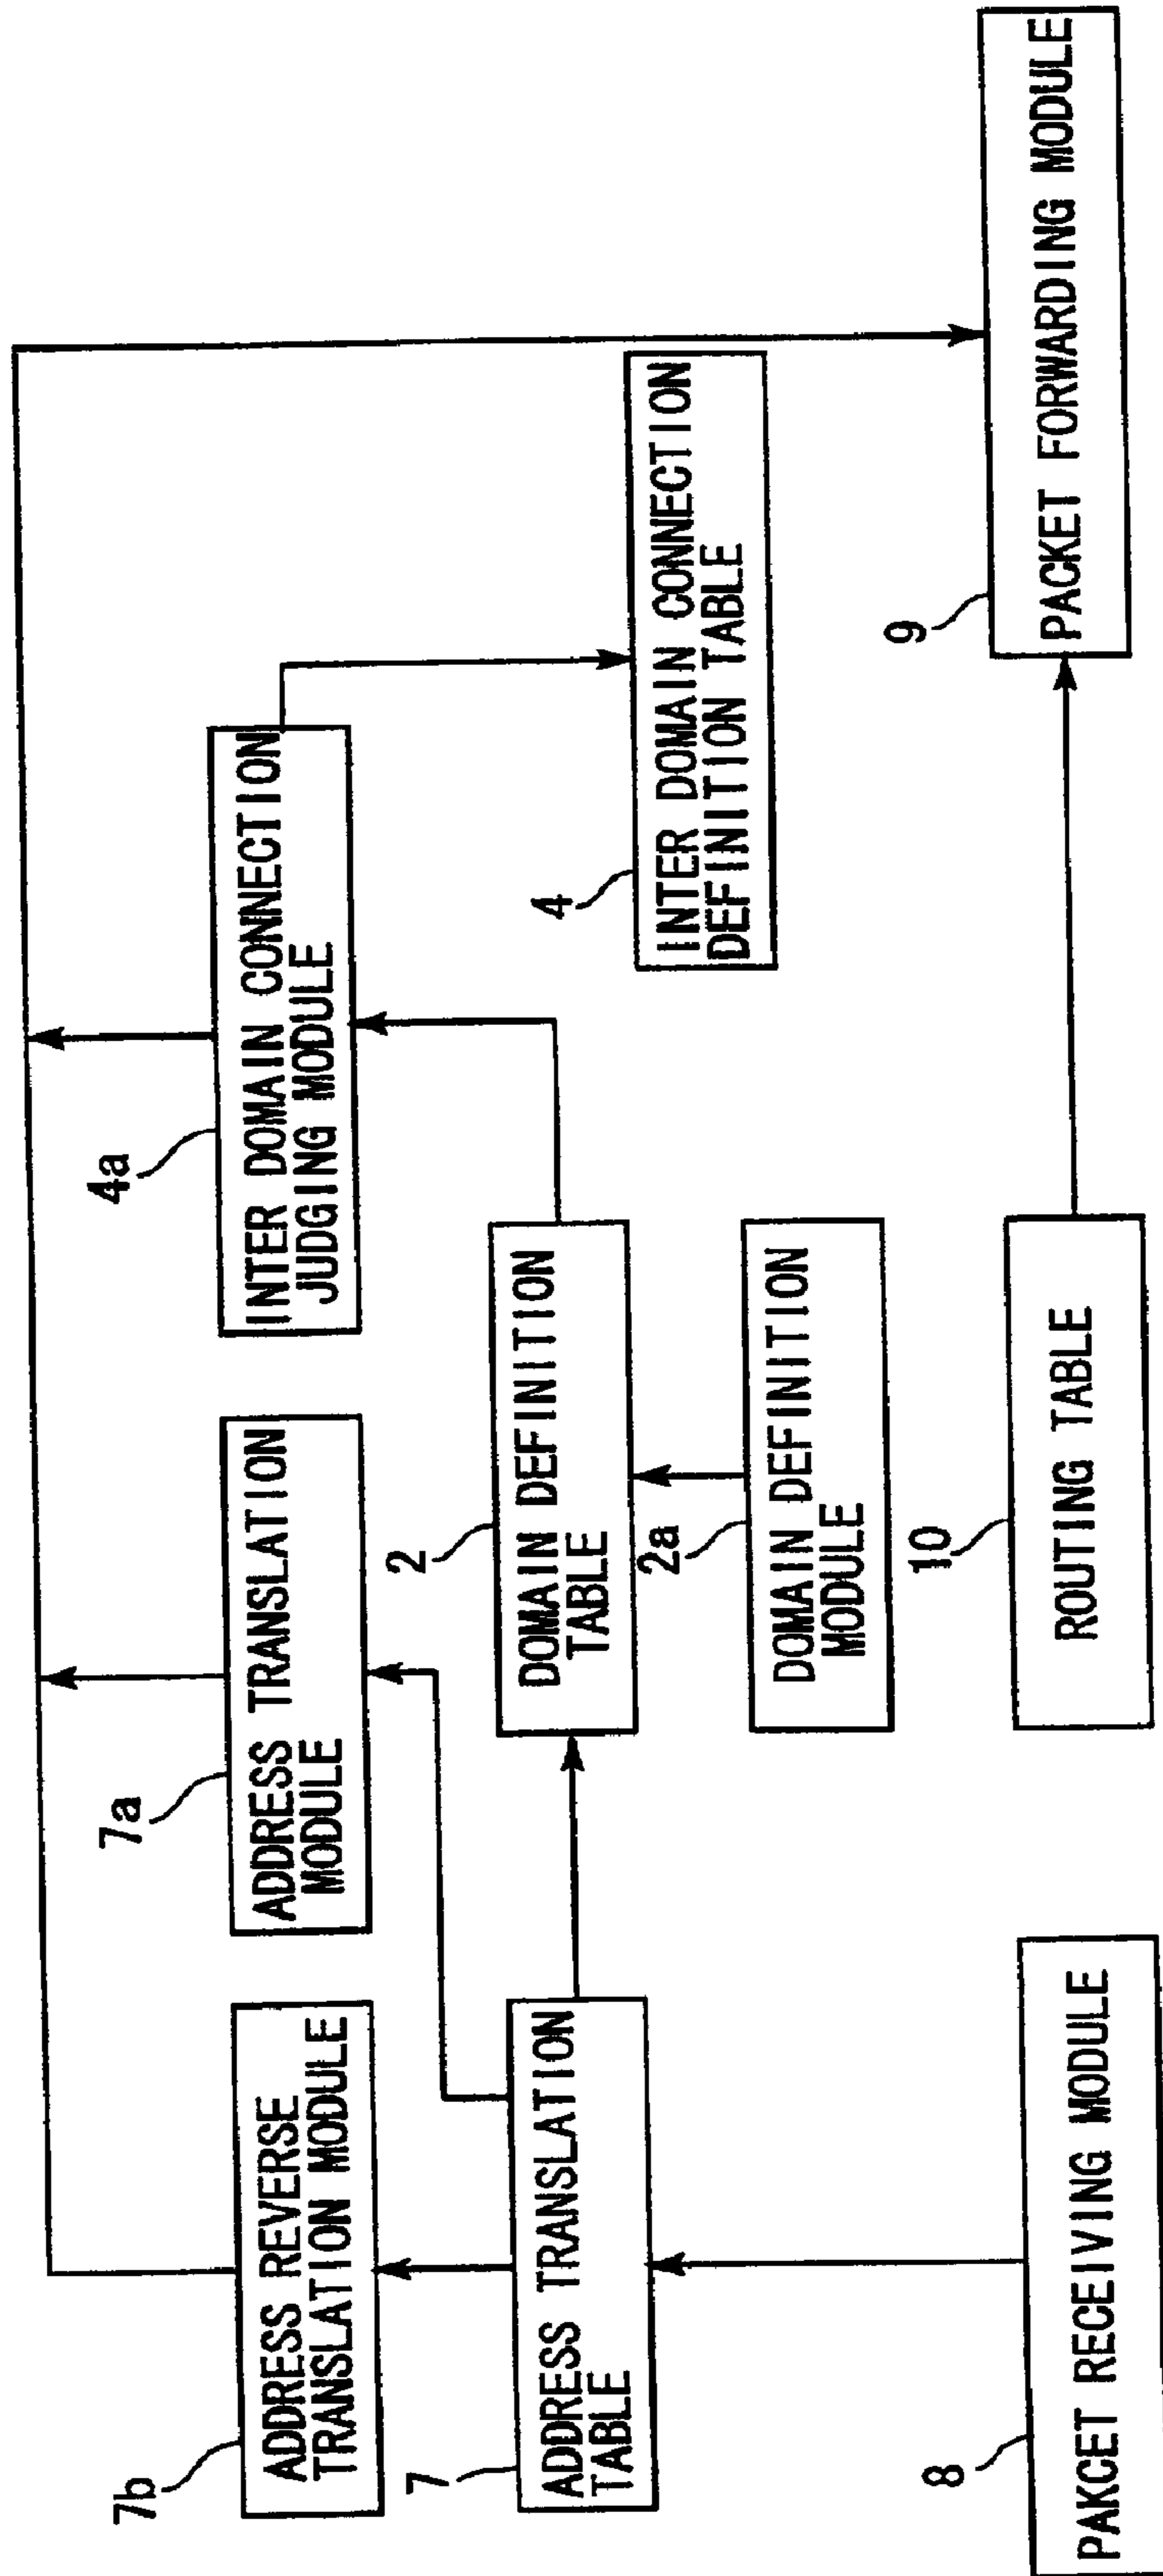 7b
ADDRESS REVERSE
TRANSLATION MODULE
7a
ADDRESS TRANSLATION
MODULE
4a
INTER DOMAIN CONNECTION
JUDGING MODULE
7
ADDRESS TRANSLATION
TABLE
2
DOMAIN DEFINITION
TABLE
4
INTER DOMAIN CONNECTION
DEFINITION TABLE
2a
DOMAIN DEFINITION
MODULE
8
PAKCET RECEIVING MODULE
10
ROUTING TABLE
9
PACKET FORWARDING MODULE